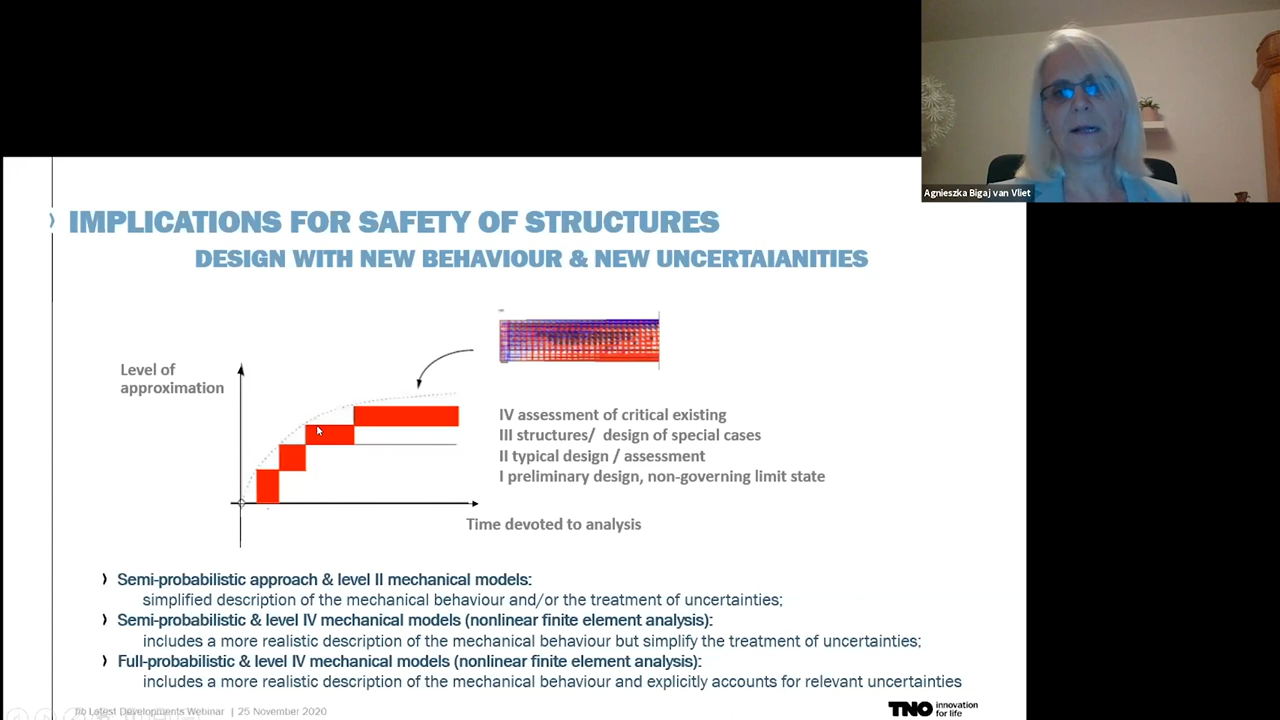 Agnieszka Bigaj van Vliet
IMPLICATIONS FOR SAFETY OF STRUCTURES
DESIGN WITH NEW BEHAVIOUR & NEW UNCERTAIANITIES
Level of
approximation
IV assessment of critical existing
III structures/ design of special cases
II typical design / assessment
I preliminary design, non-governing limit state
Time devoted to analysis
Semi-probabilistic approach & level II mechanical models:
simplified description of the mechanical behaviour and/or the treatment of uncertainties;
Semi-probabilistic & level IV mechanical models (nonlinear finite element analysis):
includes a more realistic description of the mechanical behaviour but simplify the treatment of uncertainties;
Full-probabilistic & level IV mechanical models (nonlinear finite element analysis):
includes a more realistic description of the mechanical behaviour and explicitly accounts for relevant uncertainties
Latest Developments Webinar | 25 November 2020
TNO innovation
for life